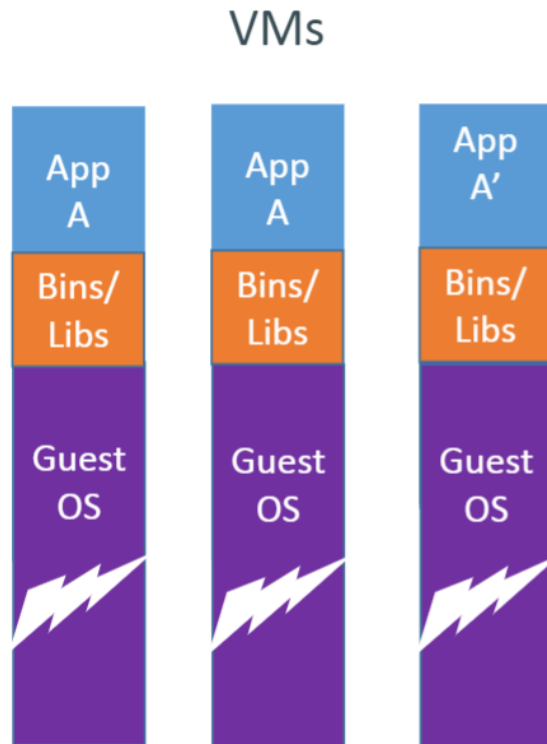 VMs
App
A
Bins/
Libs
Guest
OS
App
A
Bins/
Libs
Guest
OS
App
A’
Bins/
Libs
Guest
OS